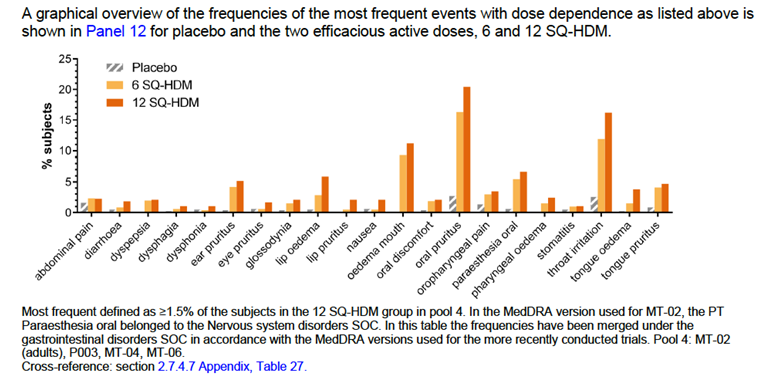 A graphical overview of the frequencies of the most frequent events with dose dependence as listed above is
shown in Panel 12 for placebo and the two efficacious active doses, 6 and 12 SQ-HDM.
Placebo
6 SQ-HDM
12 SQ-HDM
% subjects
25
20
15
10
5
0
abdominal pain
diarrhoea
dyspepsia
dysphagia
dysphonia
ear pruritus
eye pruritus
glossodynia
lip oedema
lip pruritus
nausea
oedema mouth
oral discomfort
oral pruritus
oropharyngeal pain
paraesthesia oral
pharyngeal oedema
stomatitis
throat irritation
tongue oedema
tongue pruritus
Most frequent defined as ≥1.5% of the subjects in the 12 SQ-HDM group in pool 4. In the MedDRA version used for MT-02, the PT
Paraesthesia oral belonged to the Nervous system disorders SOC. In this table the frequencies have been merged under the
gastrointestinal disorders SOC in accordance with the MedDRA versions used for the more recently conducted trials. Pool 4: MT-02
(adults), P003, MT-04, MT-06.
Cross-reference: section 2.7.4.7 Appendix, Table 27.